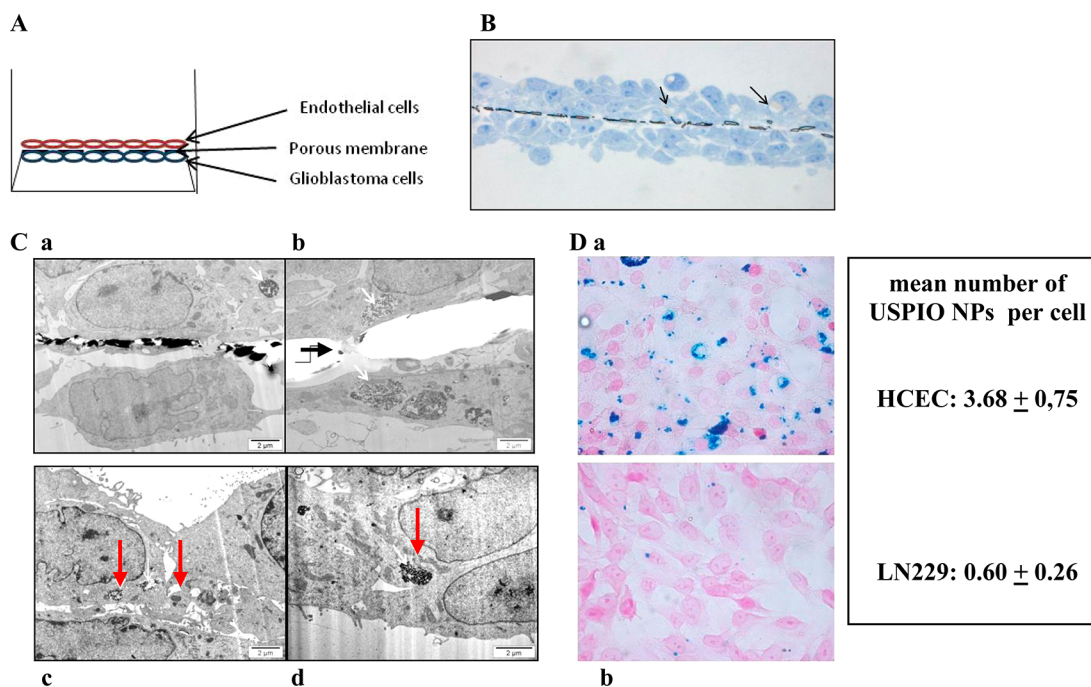 A
B
Endothelial cells
Porous membrane
Glioblastoma cells
C a
b
2 µm
2 µm
2 µm
2 µm
c
d
D a
b
mean number of
USPIO NPs per cell
HCEC: 3.68 ± 0,75
LN229: 0.60 ± 0.26